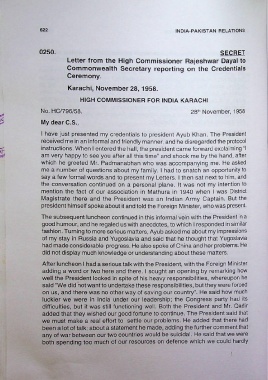 622 INDIA-PAKISTAN RELATIONS
0250. SECRET
Letter from the High Commissioner Rajeshwar Dayal to
Commonwealth Secretary reporting on the Credentials
Ceremony.
Karachi, November 28, 1958.
HIGH COMMISSIONER FOR INDIA KARACHI
No. HC/795/58. 28th November, 1958
My dear C.S.,
I have just presented my credentials to president Ayub Khan. The President
received me in an informal and friendly manner, and he disregarded the protocol
instructions. When I entered the hall, the president came forward exclaiming "I
am very happy to see you after all this time" and shook me by the hand, after
which he greeted Mr. Padmanabhan who was accompanying me. He asked
me a number of questions about my family. I had to snatch an opportunity to
say a few formal words and to present my Letters. I then sat next to him, and
the conversation continued on a personal plane. It was not my intention to
mention the fact of our association in Mathura in 1940 when I was District
Magistrate there and the President was an Indian Army Captain. But the
president himself spoke about it and told the Foreign Minister, who was present.
The subsequent luncheon continued in this informal vein with the President in a
good humour, and he regaled us with anecdotes, to which I responded in similar
fashion. Turning to more serious matters, Ayub asked me about my impressions
of my stay in Russia and Yugoslavia and said that he thought that Yugoslavia
had made considerable progress. He also spoke of China and her problems. He
did not display much knowledge or understanding about these matters.
After luncheon I had a serious talk with the President, with the Foreign Minister
adding a word or two here and there. I sought an opening by remarking how
well the President looked in spite of his heavy responsibilities, whereupon he
said "We did not want to undertake these responsibilities, but they were forced
on us, and there was no other way of saving our country". He said how much
luckier we were in India under our leadership; the Congress party had its
difficulties, but it was still functioning well. Both the President and Mr. Qadir
added that they wished our good fortune to continue. The President said that
we must make a real effort to settle our problems. He added that there had
been a lot of talk about a statement he made, adding the further comment that
any of war between our two countries would be suicidal. He said that we were
both spending too much of our resources on defence which we could hardly